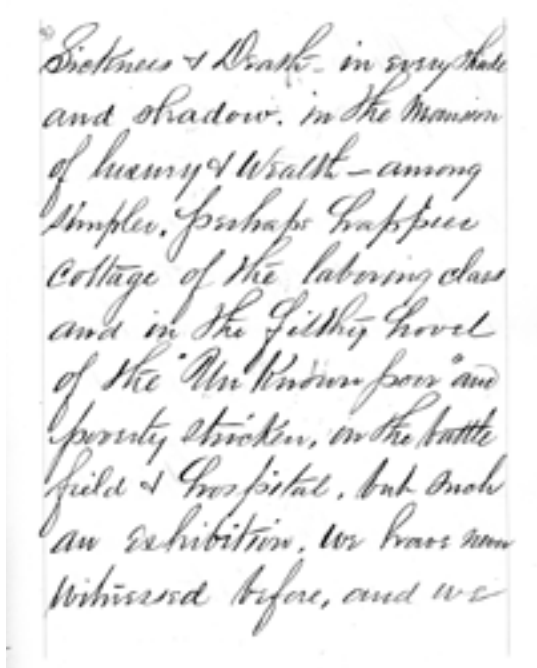 Sickness & Death - in every shade
and shadow. in the Mansion
of luxury & Wealth - among
simpler, perhaps happier
Cottage of the laboring class
and in the filthy hovel
of the "Un Known poor" and
poverty stricken, on the battle
field & hospital, but such
an exhibition, we have never
witnessed before, and we